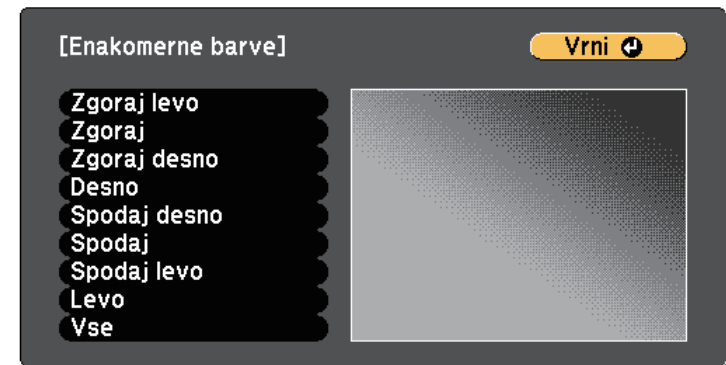 [Enakomerne barve]
Vrni
Zgoraj levo
Zgoraj
Zgoraj desno
Desno
Spodaj desno
Spodaj
Spodaj levo
Levo
Vse